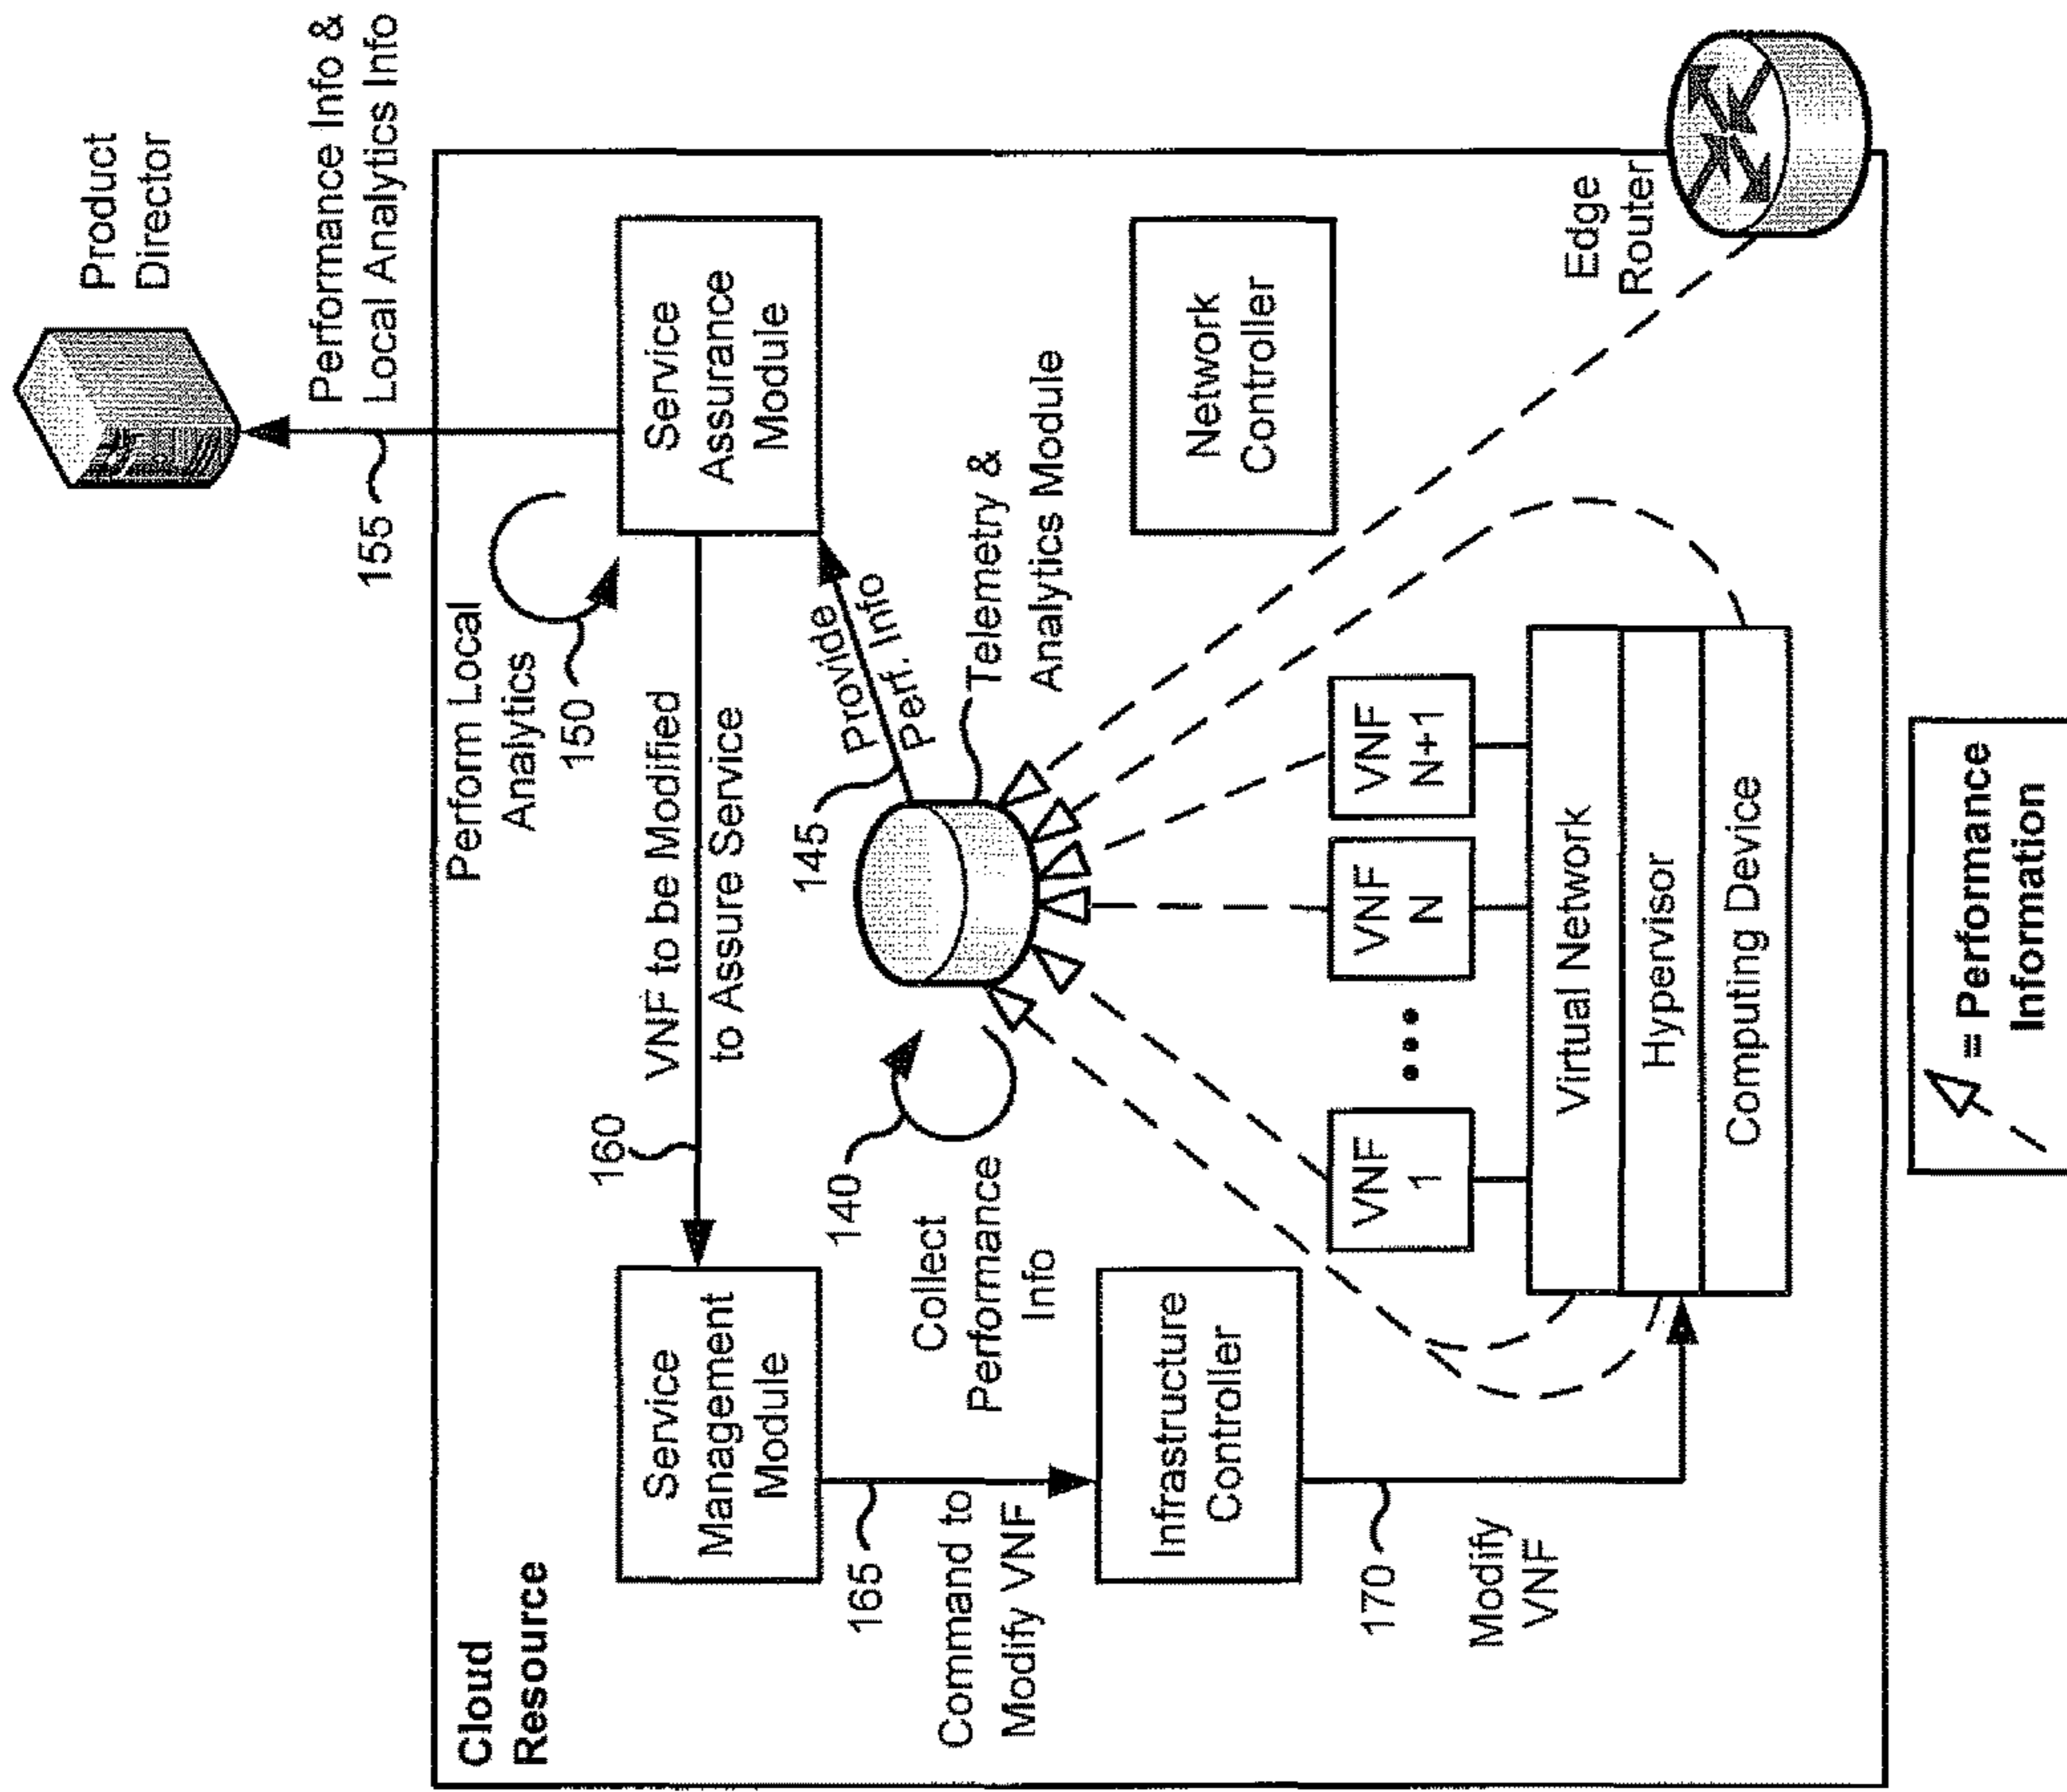 Product
Director
Performance Info &
Local Analytics Info
155
Cloud
Resource
Perform Local
Analytics
150
Service
Management
Module
160
VNF to be Modified
to Assure Service
Service
Assurance
Module
145
Provide
Perf. Info
140
Collect
Performance
Info
Telemetry &
Analytics Module
165
Command to
Modify VNF
Infrastructure
Controller
Network
Controller
170
Modify
VNF
VNF
1
VNF
N
VNF
N+1
Virtual Network
Hypervisor
Computing Device
Edge
Router
= Performance
Information